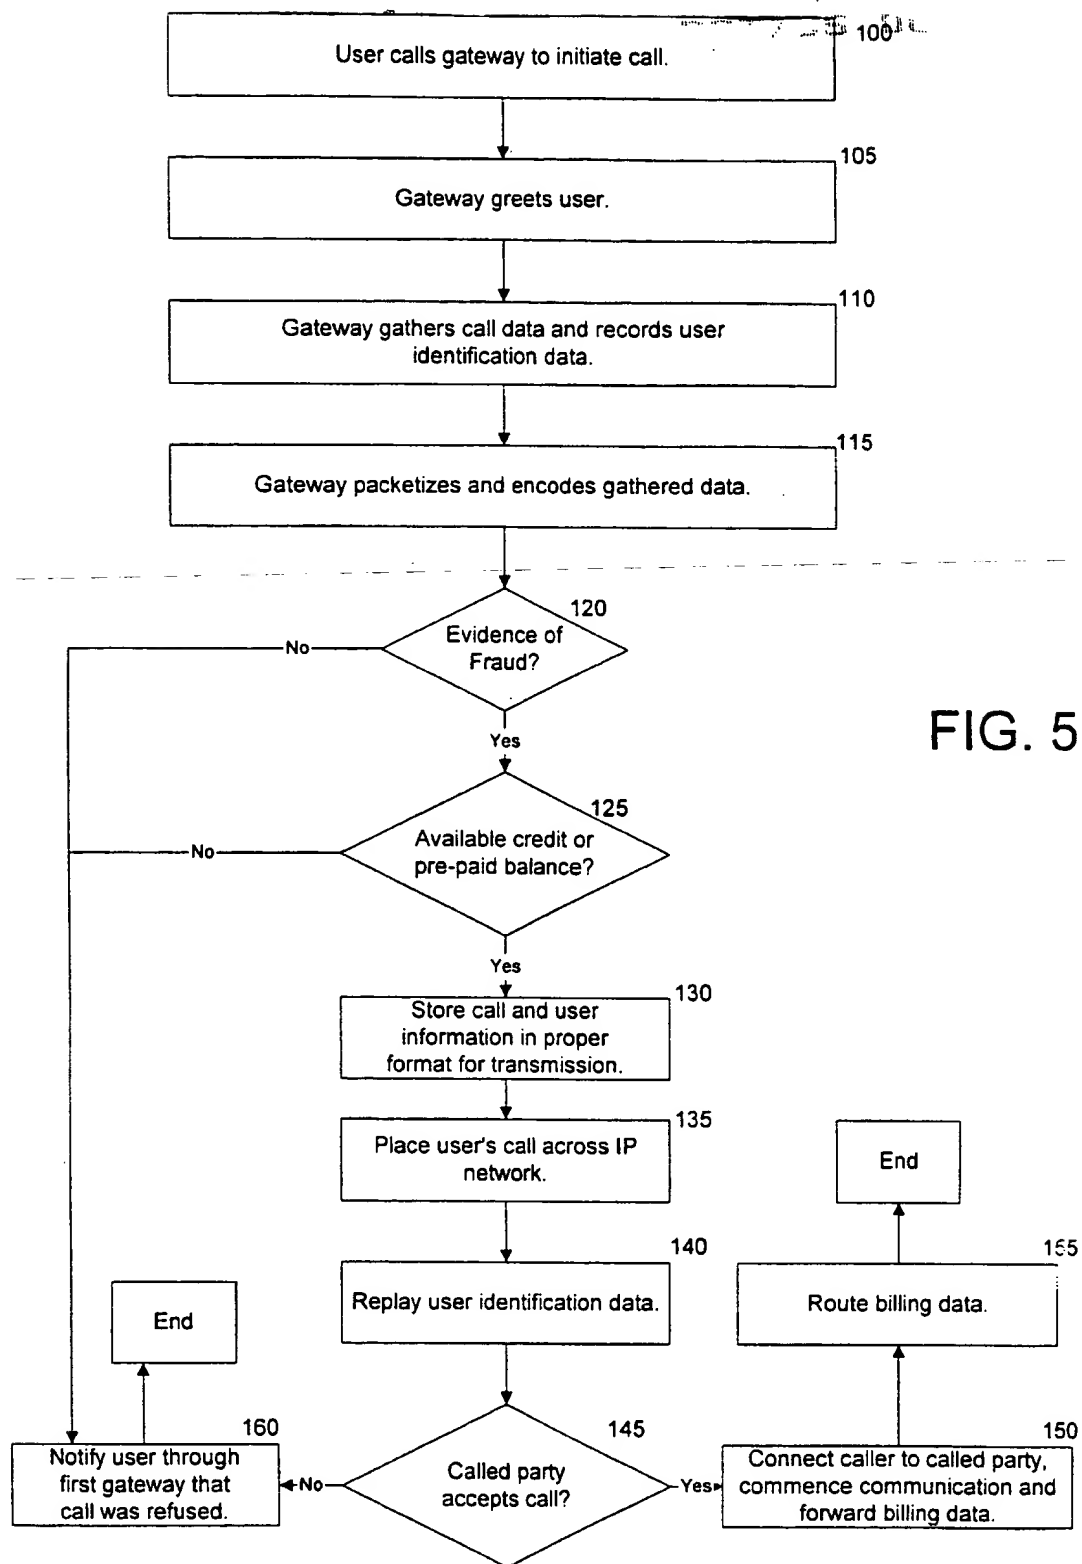 100
User calls gateway to initiate call.
105
Gateway greets user.
110
Gateway gathers call data and records user
identification data.
115
Gateway packetizes and encodes gathered data.
120
Evidence of
Fraud?
No
Yes
FIG. 5
125
Available credit or
pre-paid balance?
No
Yes
130
Store call and user
information in proper
format for transmission.
135
Place user's call across IP
network.
End
140
Replay user identification data.
155
Route billing data.
End
145
Called party
accepts call?
160
Notify user through
first gateway that
call was refused.
No
Yes
150
Connect caller to called party,
commence communication and
forward billing data.